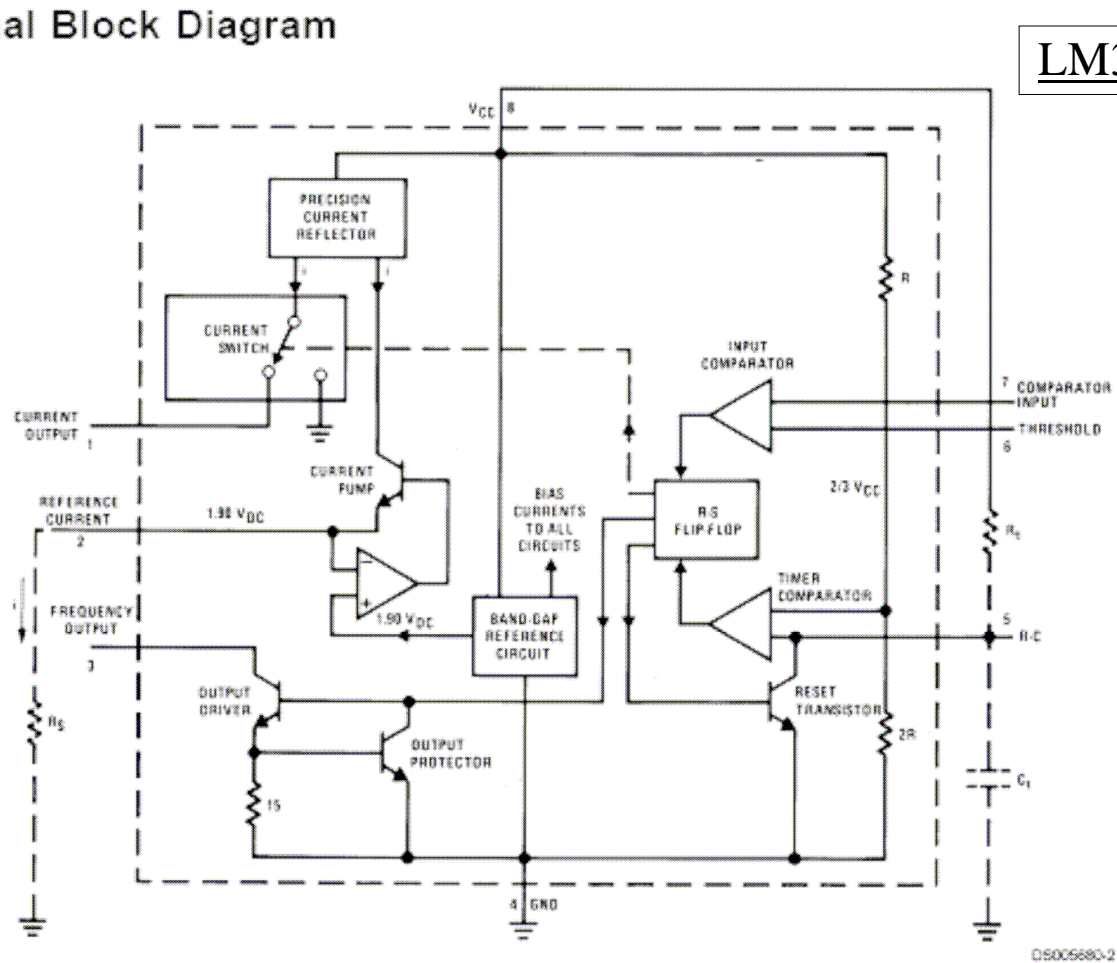 al Block Diagram
LM3
VCC 8
PRECISION
CURRENT
REFLECTOR
i
i
R
CURRENT
SWITCH
INPUT
COMPARATOR
7 COMPARATOR
INPUT
CURRENT
OUTPUT
1
THRESHOLD
6
CURRENT
PUMP
BIAS
CURRENTS
TO ALL
CIRCUITS
2/3 VCC
REFERENCE
CURRENT
2
1.90 VDC
R-S
FLIP-FLOP
Rt
i
FREQUENCY
OUTPUT
3
−
+
1.90 VDC
BAND-GAP
REFERENCE
CIRCUIT
TIMER
COMPARATOR
5
R-C
OUTPUT
DRIVER
RESET
TRANSISTOR
RS
OUTPUT
PROTECTOR
2R
15
Ct
4 GND
DS005680-2